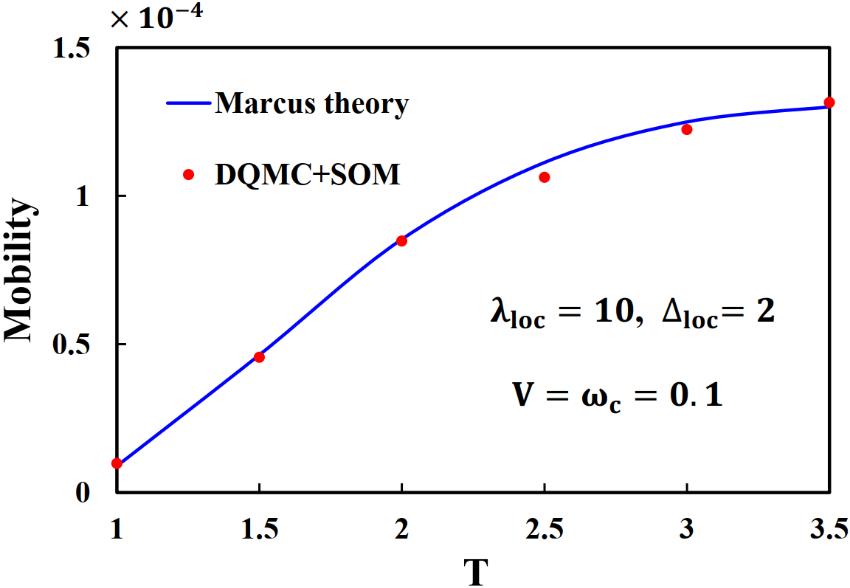 × 10⁻⁴
1.5
Marcus theory
DQMC+SOM
1
Mobility
λ_loc = 10, Δ_loc= 2
0.5
V = ω_c = 0.1
0
1 1.5 2 2.5 3 3.5
T